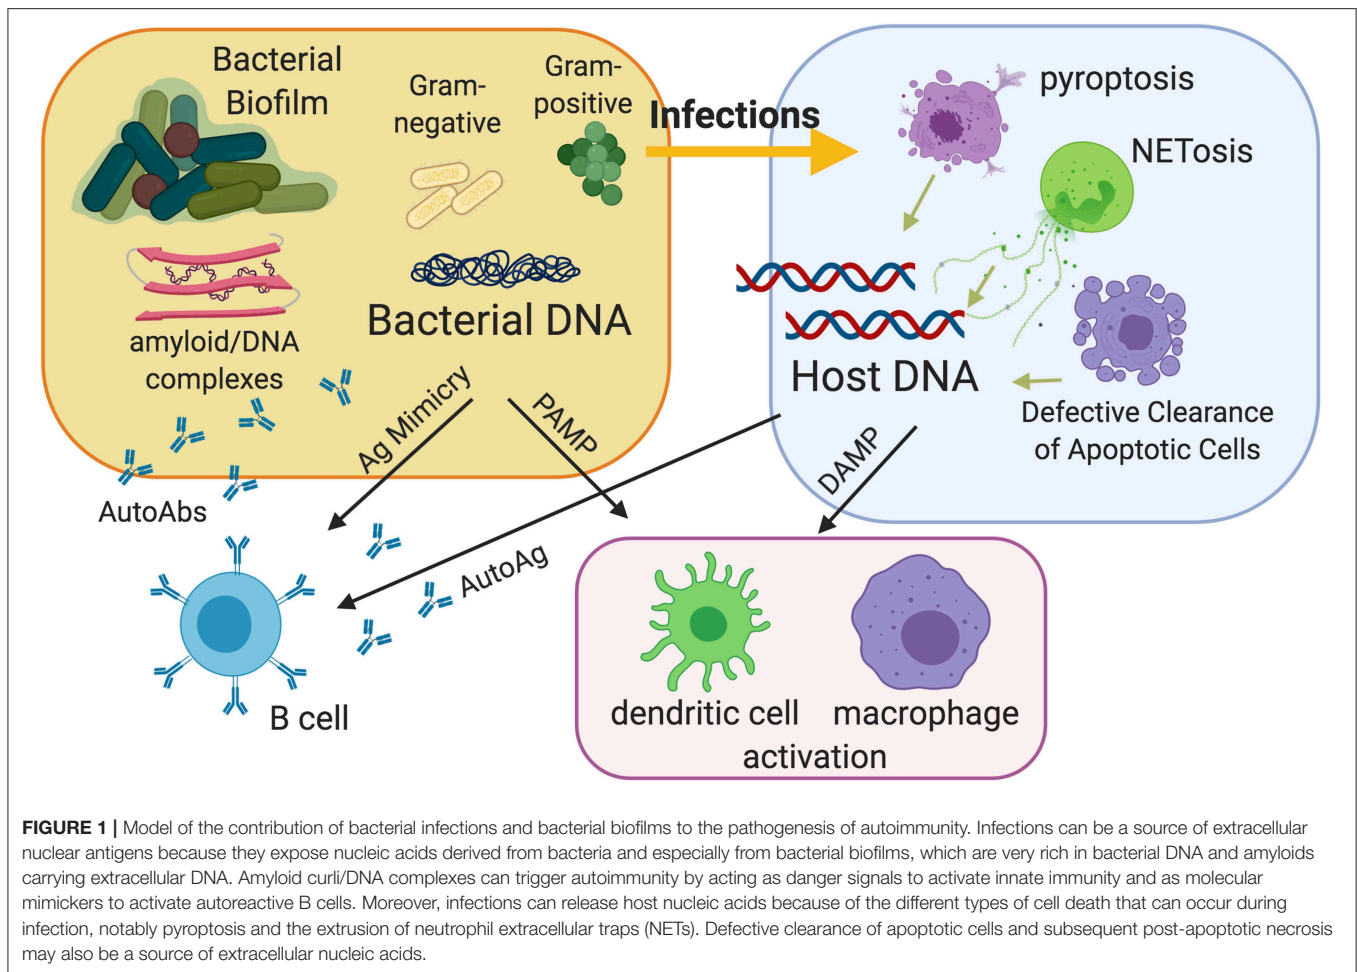 Bacterial
Biofilm
Gram-
negative
Gram-
positive
Infections
pyroptosis
NETosis
amyloid/DNA
complexes
Bacterial DNA
Host DNA
Defective Clearance
of Apoptotic Cells
Ag Mimicry
PAMP
DAMP
AutoAbs
AutoAg
B cell
dendritic cell
macrophage
activation
FIGURE 1 | Model of the contribution of bacterial infections and bacterial biofilms to the pathogenesis of autoimmunity. Infections can be a source of extracellular
nuclear antigens because they expose nucleic acids derived from bacteria and especially from bacterial biofilms, which are very rich in bacterial DNA and amyloids
carrying extracellular DNA. Amyloid curli/DNA complexes can trigger autoimmunity by acting as danger signals to activate innate immunity and as molecular
mimickers to activate autoreactive B cells. Moreover, infections can release host nucleic acids because of the different types of cell death that can occur during
infection, notably pyroptosis and the extrusion of neutrophil extracellular traps (NETs). Defective clearance of apoptotic cells and subsequent post-apoptotic necrosis
may also be a source of extracellular nucleic acids.